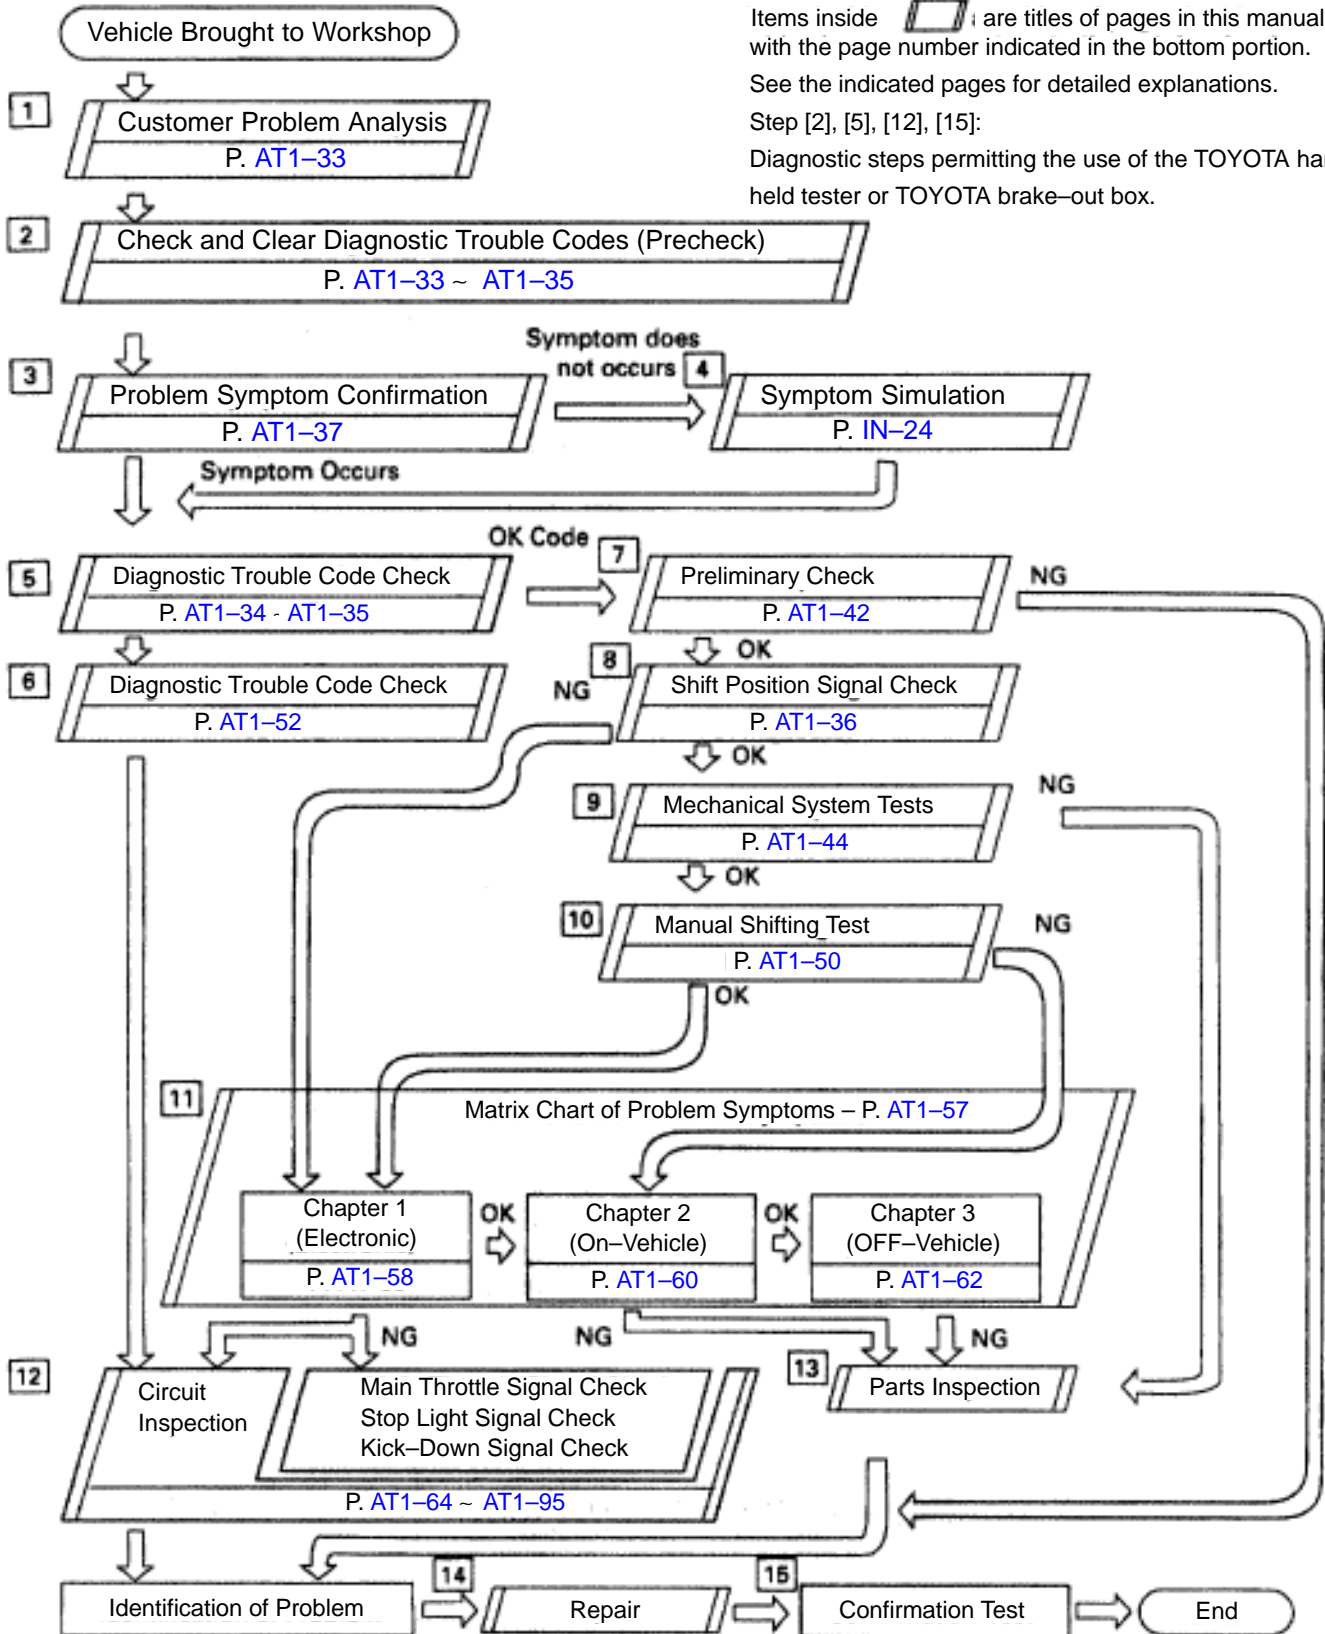 Vehicle Brought to Workshop
Items inside are titles of pages in this manual
with the page number indicated in the bottom portion.
See the indicated pages for detailed explanations.
Step [2], [5], [12], [15]:
Diagnostic steps permitting the use of the TOYOTA
held tester or TOYOTA brake–out box.
1
Customer Problem Analysis
P. AT1–33
2
Check and Clear Diagnostic Trouble Codes (Precheck)
P. AT1–33 ~ AT1–35
3
Problem Symptom Confirmation
P. AT1–37
Symptom does
not occurs
4
Symptom Simulation
P. IN–24
Symptom Occurs
5
Diagnostic Trouble Code Check
P. AT1–34 - AT1–35
OK Code
7
Preliminary Check
P. AT1–42
NG
OK
6
Diagnostic Trouble Code Check
P. AT1–52
8
NG
Shift Position Signal Check
P. AT1–36
OK
9
Mechanical System Tests
P. AT1–44
NG
OK
10
Manual Shifting Test
P. AT1–50
NG
OK
11
Matrix Chart of Problem Symptoms – P. AT1–57
Chapter 1
(Electronic)
P. AT1–58
OK
Chapter 2
(On–Vehicle)
P. AT1–60
OK
Chapter 3
(OFF–Vehicle)
P. AT1–62
NG
NG
NG
12
Circuit
Inspection
Main Throttle Signal Check
Stop Light Signal Check
Kick–Down Signal Check
P. AT1–64 ~ AT1–95
13
Parts Inspection
Identification of Problem
14
Repair
15
Confirmation Test
End